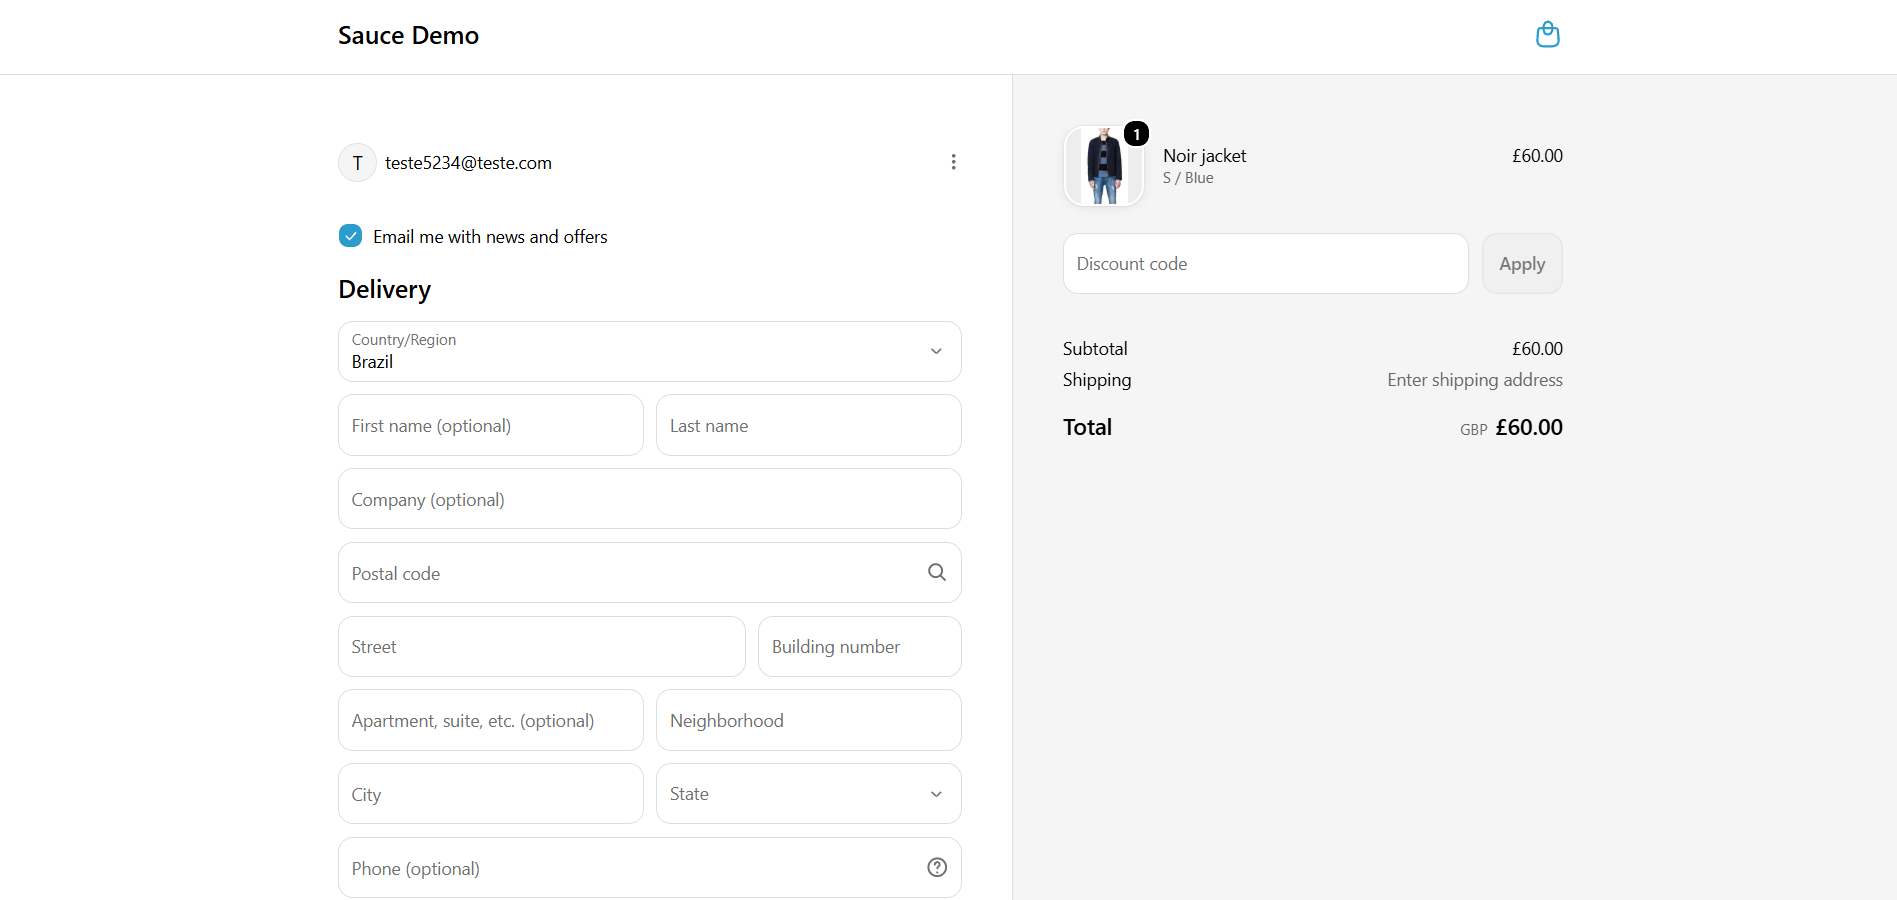 Sauce Demo
T
teste5234@teste.com
Email me with news and offers
Delivery
Country/Region
Brazil
First name (optional)
Last name
Company (optional)
Postal code
Street
Building number
Apartment, suite, etc. (optional)
Neighborhood
City
State
Phone (optional)
1
Noir jacket
£60.00
S / Blue
Discount code
Apply
Subtotal
£60.00
Shipping
Enter shipping address
Total
GBP £60.00